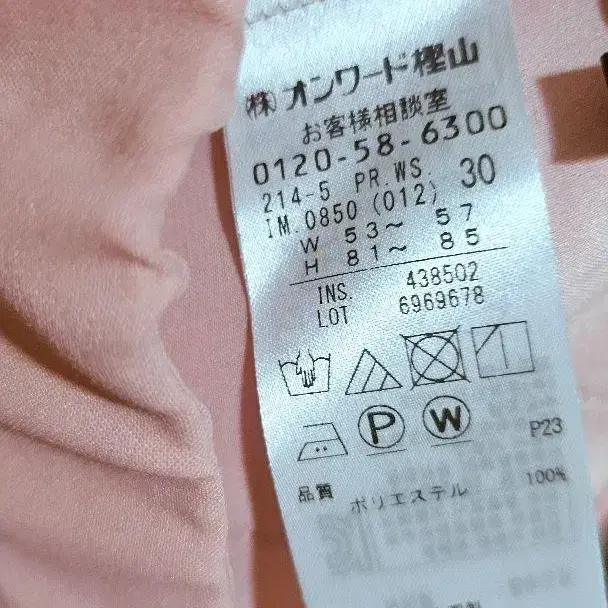 ㈱オンワード樫山
お客様相談室
0120-58-6300
214-5 PR.WS. 30
IM.0850 (012)
W 53~ 57
H 81~ 85
INS. 438502
LOT 6969678
P W
P23
品質 ポリエステル 100%